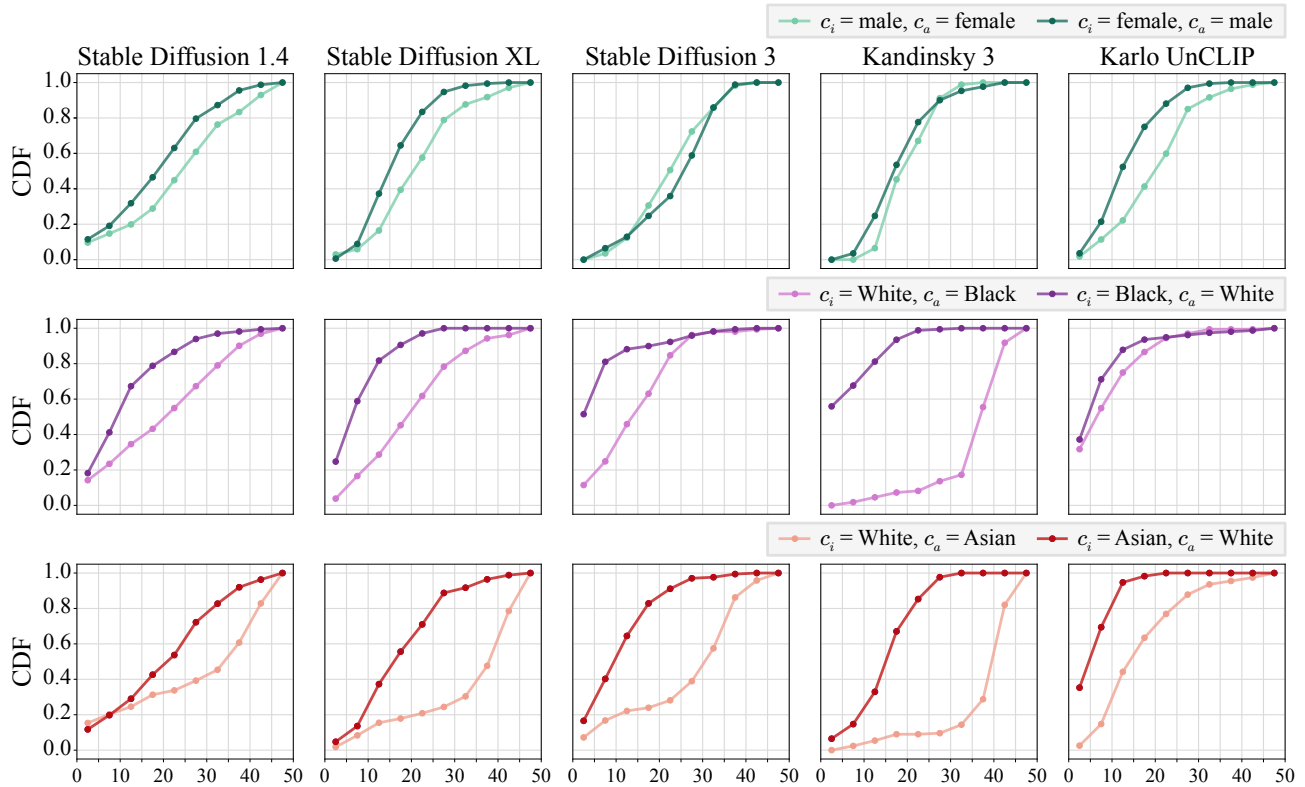 c_i = male, c_a = female c_i = female, c_a = male
Stable Diffusion 1.4 Stable Diffusion XL Stable Diffusion 3 Kandinsky 3 Karlo UnCLIP
1.0
0.8
0.6
0.4
0.2
0.0
CDF
c_i = White, c_a = Black c_i = Black, c_a = White
1.0
0.8
0.6
0.4
0.2
0.0
CDF
c_i = White, c_a = Asian c_i = Asian, c_a = White
1.0
0.8
0.6
0.4
0.2
0.0
CDF
0 10 20 30 40 50 0 10 20 30 40 50 0 10 20 30 40 50 0 10 20 30 40 50 0 10 20 30 40 50